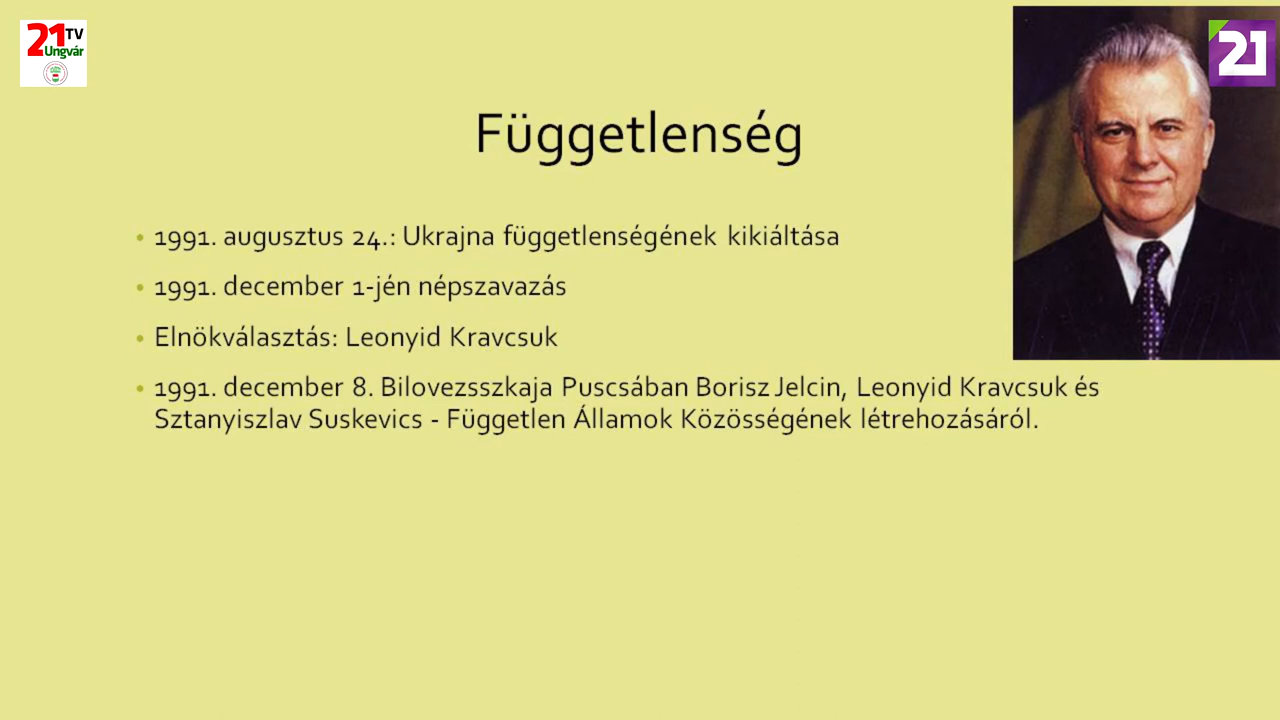 21 TV
Ungvár
21
Függetlenség
• 1991. augusztus 24.: Ukrajna függetlenségének kikiáltása
• 1991. december 1-jén népszavazás
• Elnökválasztás: Leonyid Kravcsuk
• 1991. december 8. Bilovezsszkaja Puscsában Borisz Jelcin, Leonyid Kravcsuk és
Sztanyiszlav Suskevics - Független Államok Közösségének létrehozásáról.